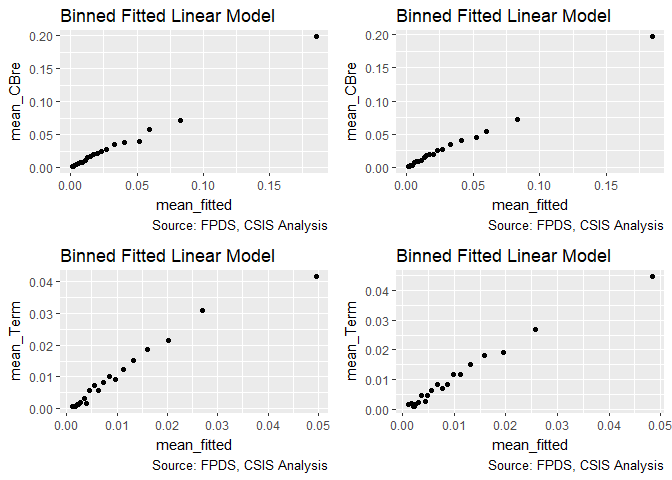 Binned Fitted Linear Model
mean_CBre
0.20
0.15
0.10
0.05
0.00
0.00 0.05 0.10 0.15
mean_fitted
Source: FPDS, CSIS Analysis
Binned Fitted Linear Model
mean_CBre
0.20
0.15
0.10
0.05
0.00
0.00 0.05 0.10 0.15
mean_fitted
Source: FPDS, CSIS Analysis
Binned Fitted Linear Model
mean_Term
0.04
0.03
0.02
0.01
0.00
0.00 0.01 0.02 0.03 0.04 0.05
mean_fitted
Source: FPDS, CSIS Analysis
Binned Fitted Linear Model
mean_Term
0.04
0.03
0.02
0.01
0.00
0.00 0.01 0.02 0.03 0.04 0.05
mean_fitted
Source: FPDS, CSIS Analysis